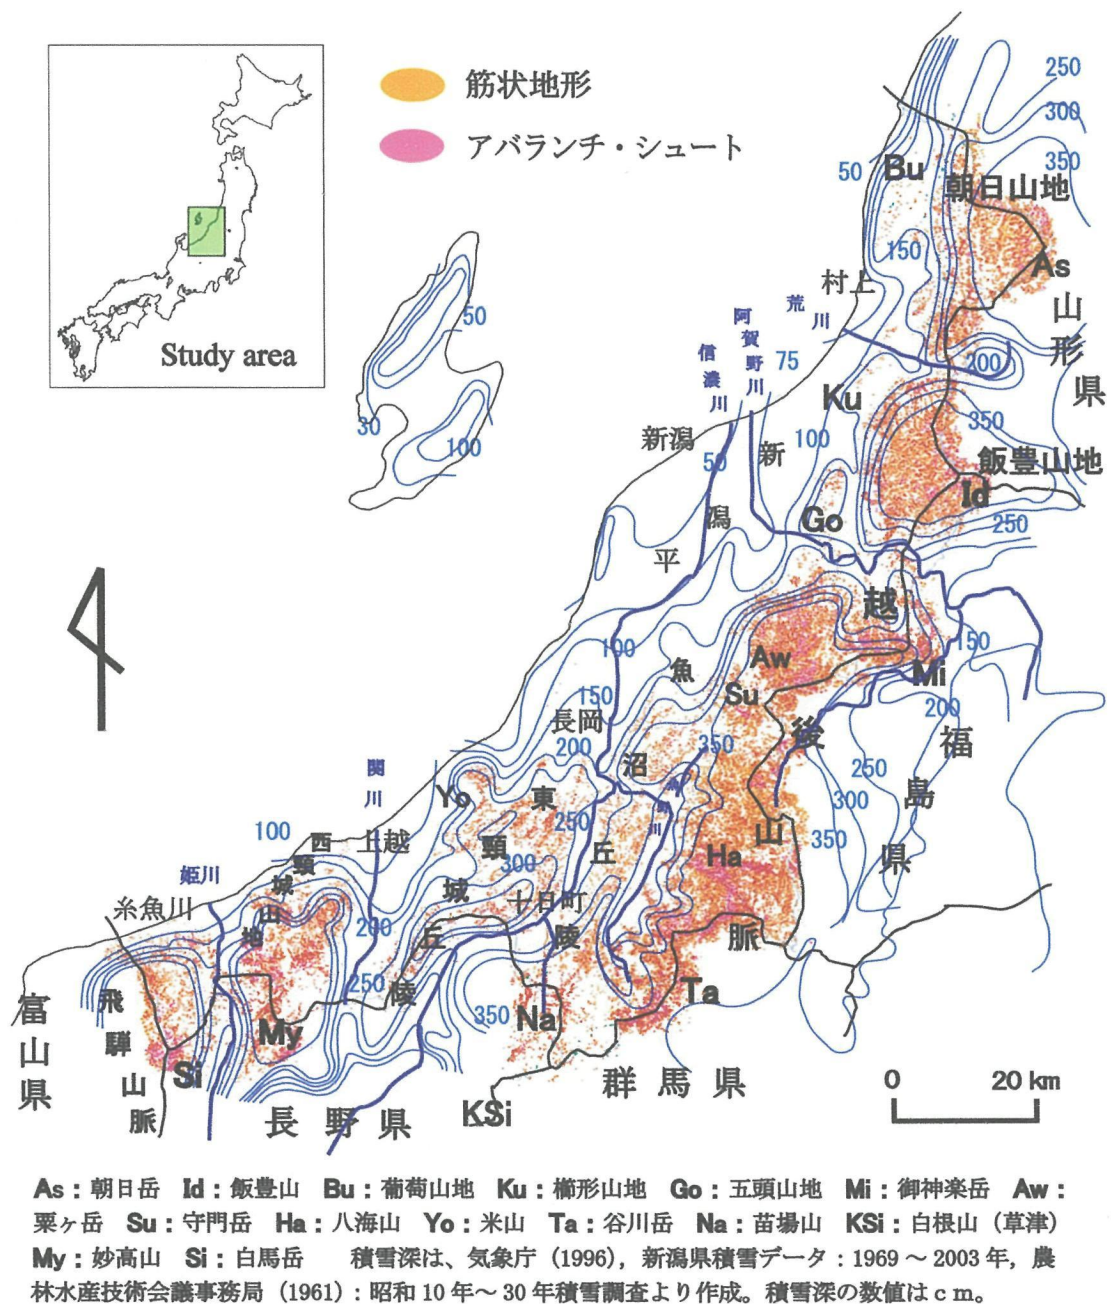 筋状地形
アバランチ・シュート
Study area
250
300
350
50
Bu
朝日山地
150
As
村上
荒川
山形県
阿賀野川
信濃川
75
200
50
30
100
Ku
350
新潟
50
新潟平
100
飯豊山地
Id
Go
250
越後山脈
100
魚沼丘陵
Aw
Mi
150
Su
200
150
長岡
200
350
福島県
250
300
350
関川
Yo
東頸城丘陵
250
300
魚野川
Ha
100
西頸城山地
上越
姫川
糸魚川
200
十日町
250
350
Na
Ta
富山県
飛騨山脈
Si
My
長野県
KSi
群馬県
0 20 km
As：朝日岳 Id：飯豊山 Bu：葡萄山地 Ku：櫛形山地 Go：五頭山地 Mi：御神楽岳 Aw：
粟ヶ岳 Su：守門岳 Ha：八海山 Yo：米山 Ta：谷川岳 Na：苗場山 KSi：白根山（草津）
My：妙高山 Si：白馬岳 積雪深は、気象庁（1996），新潟県積雪データ：1969～2003年，農
林水産技術会議事務局（1961）：昭和10年～30年積雪調査より作成。積雪深の数値はｃｍ。